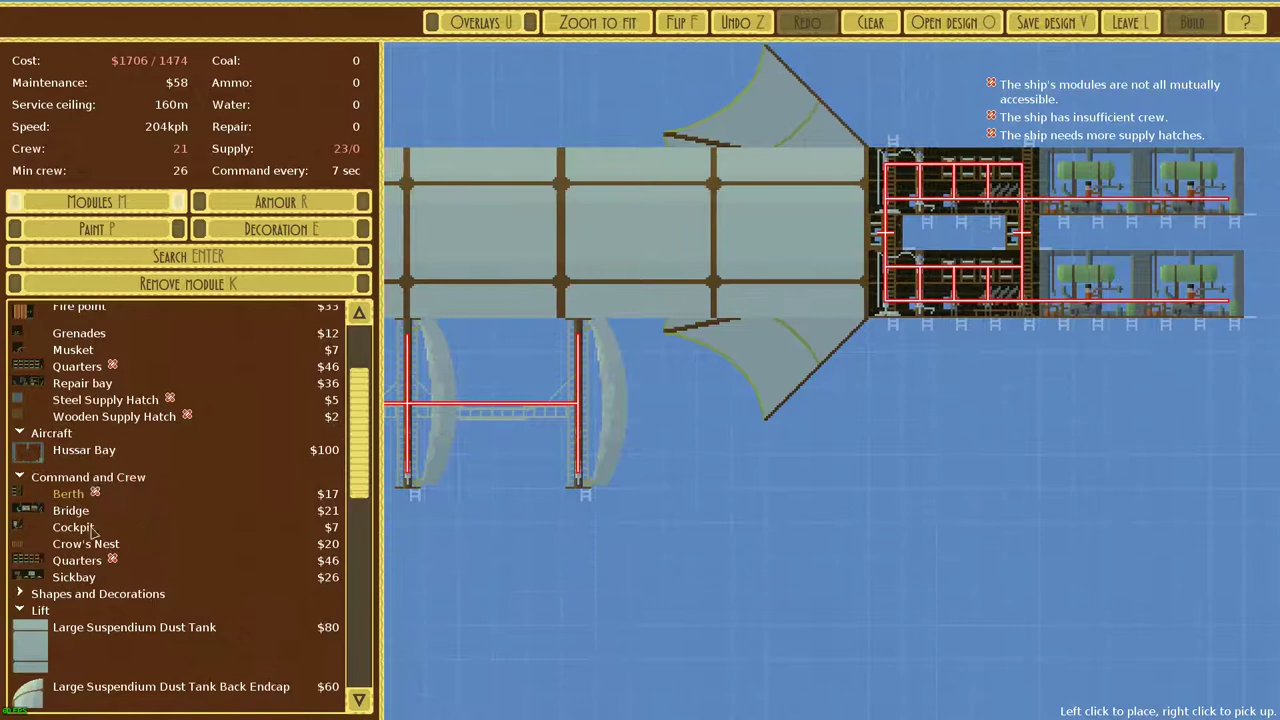 OVERLAYS U
ZOOM TO FIT
FLIP F
UNDO Z
REDO
CLEAR
OPEN DESIGN O
SAVE DESIGN V
LEAVE L
BUILD
?
Cost: $1706 / 1474
Coal: 0
Maintenance: $58
Ammo: 0
Service ceiling: 160m
Water: 0
Speed: 204kph
Repair: 0
Crew: 21
Supply: 23/0
Min crew: 26
Command every: 7 sec
MODULES M
ARMOUR R
PAINT P
DECORATION E
SEARCH ENTER
REMOVE MODULE K
Fire point $33
Grenades $12
Musket $7
Quarters $46
Repair bay $36
Steel Supply Hatch $5
Wooden Supply Hatch $2
Aircraft
Hussar Bay $100
Command and Crew
Berth $17
Bridge $21
Cockpit $7
Crow's Nest $20
Quarters $46
Sickbay $26
Shapes and Decorations
Lift
Large Suspendium Dust Tank $80
Large Suspendium Dust Tank Back Endcap $60
The ship's modules are not all mutually
accessible.
The ship has insufficient crew.
The ship needs more supply hatches.
Left click to place, right click to pick up.